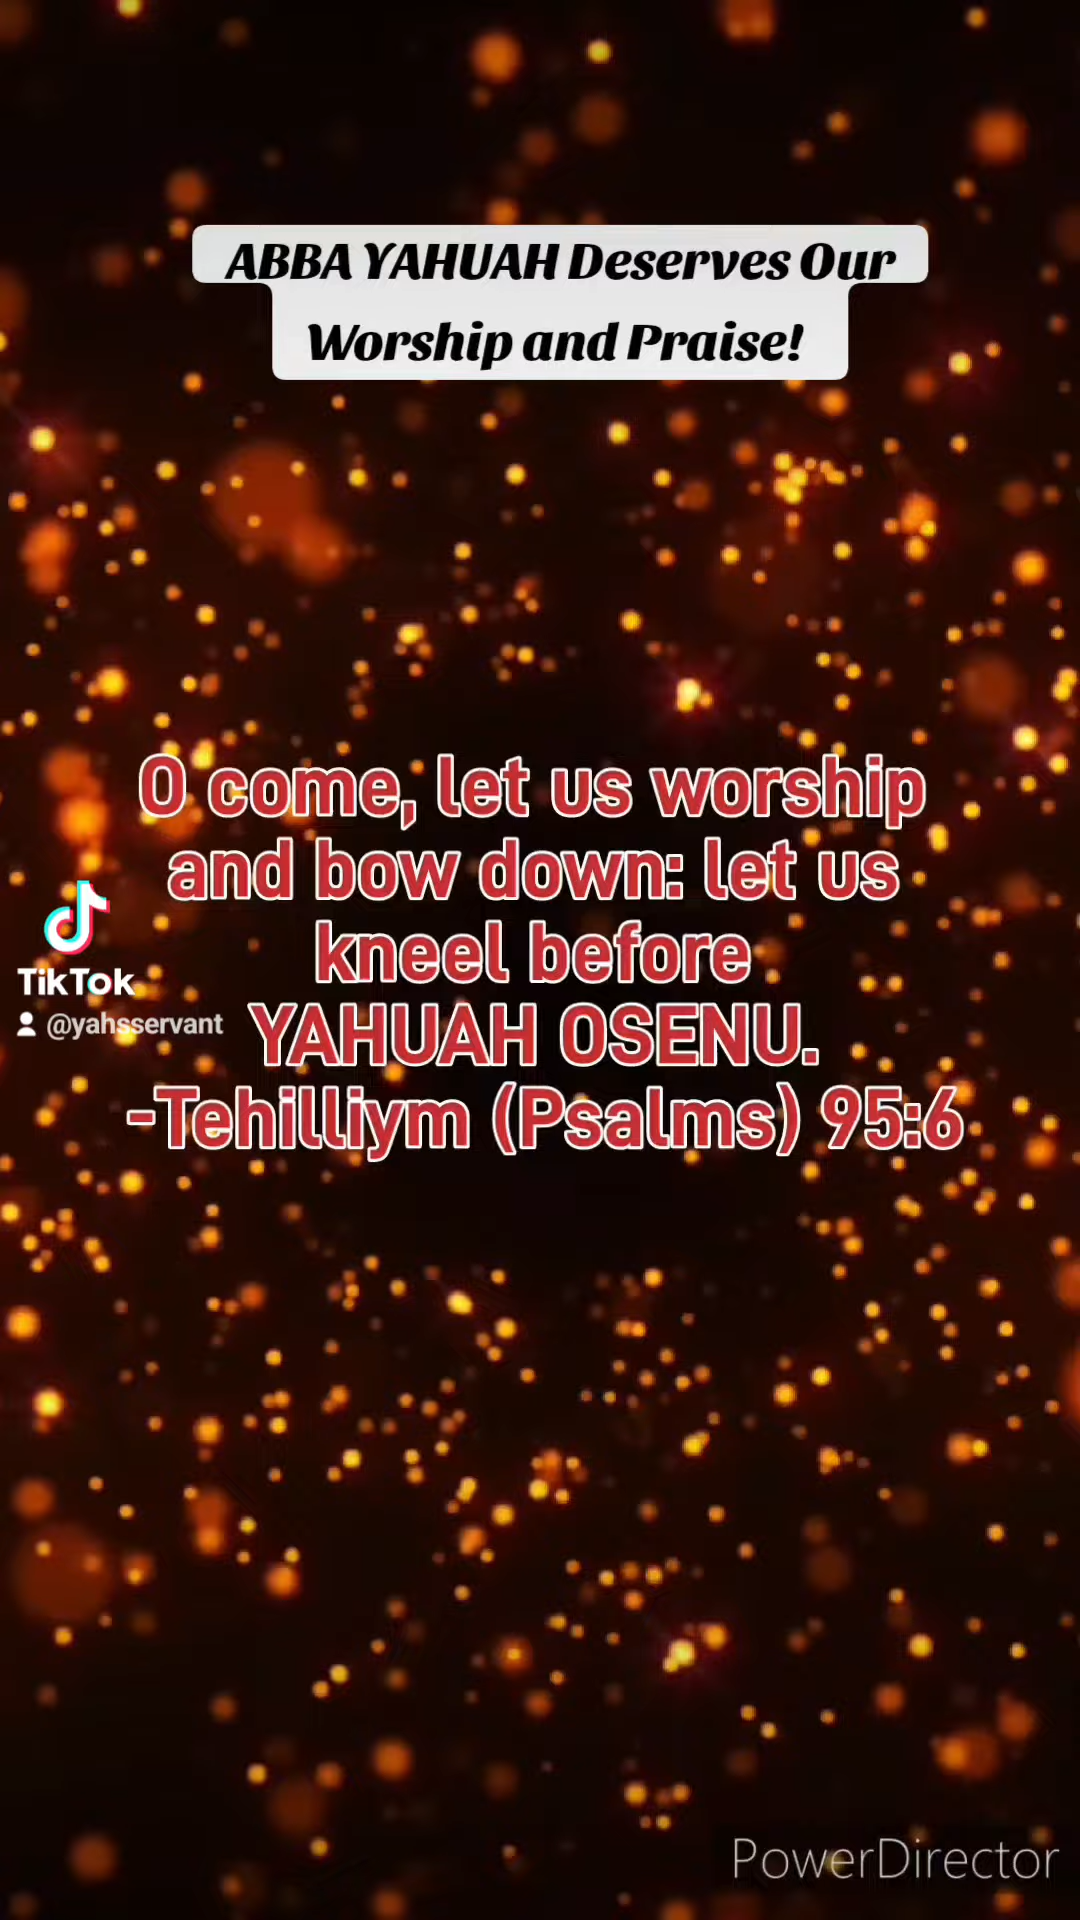 ABBA YAHUAH Deserves Our
Worship and Praise!
O come, let us worship
and bow down: let us
kneel before
YAHUAH OSENU.
-Tehilliym (Psalms) 95:6
TikTok
@yahsservant
PowerDirector